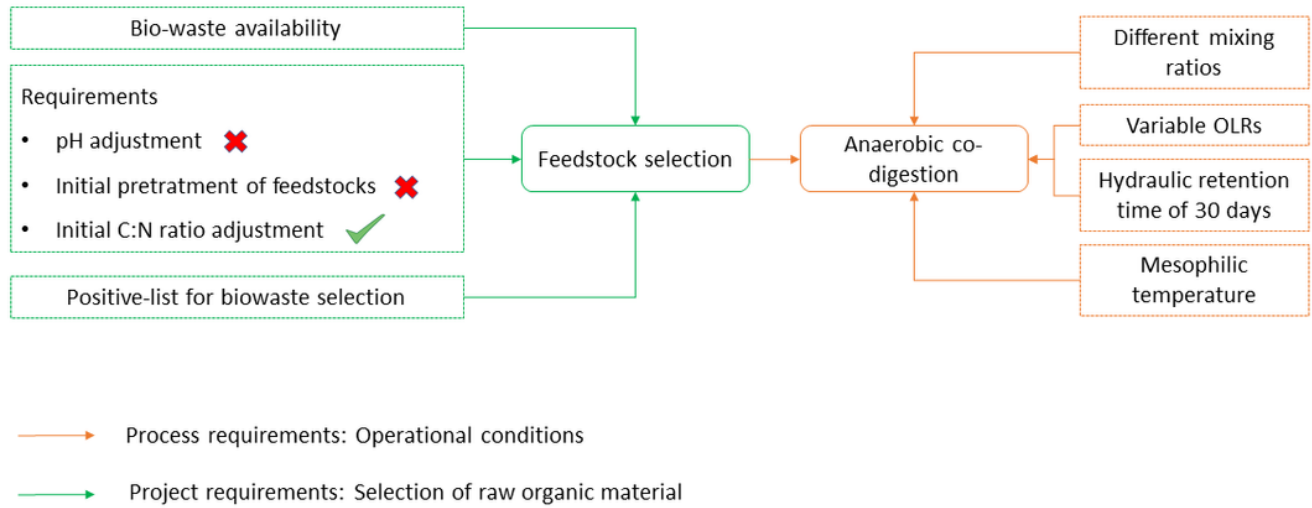 Bio-waste availability
Requirements
• pH adjustment
• Initial pretratment of feedstocks
• Initial C:N ratio adjustment
Positive-list for biowaste selection
Feedstock selection
Anaerobic co-
digestion
Different mixing
ratios
Variable OLRs
Hydraulic retention
time of 30 days
Mesophilic
temperature
Process requirements: Operational conditions
Project requirements: Selection of raw organic material